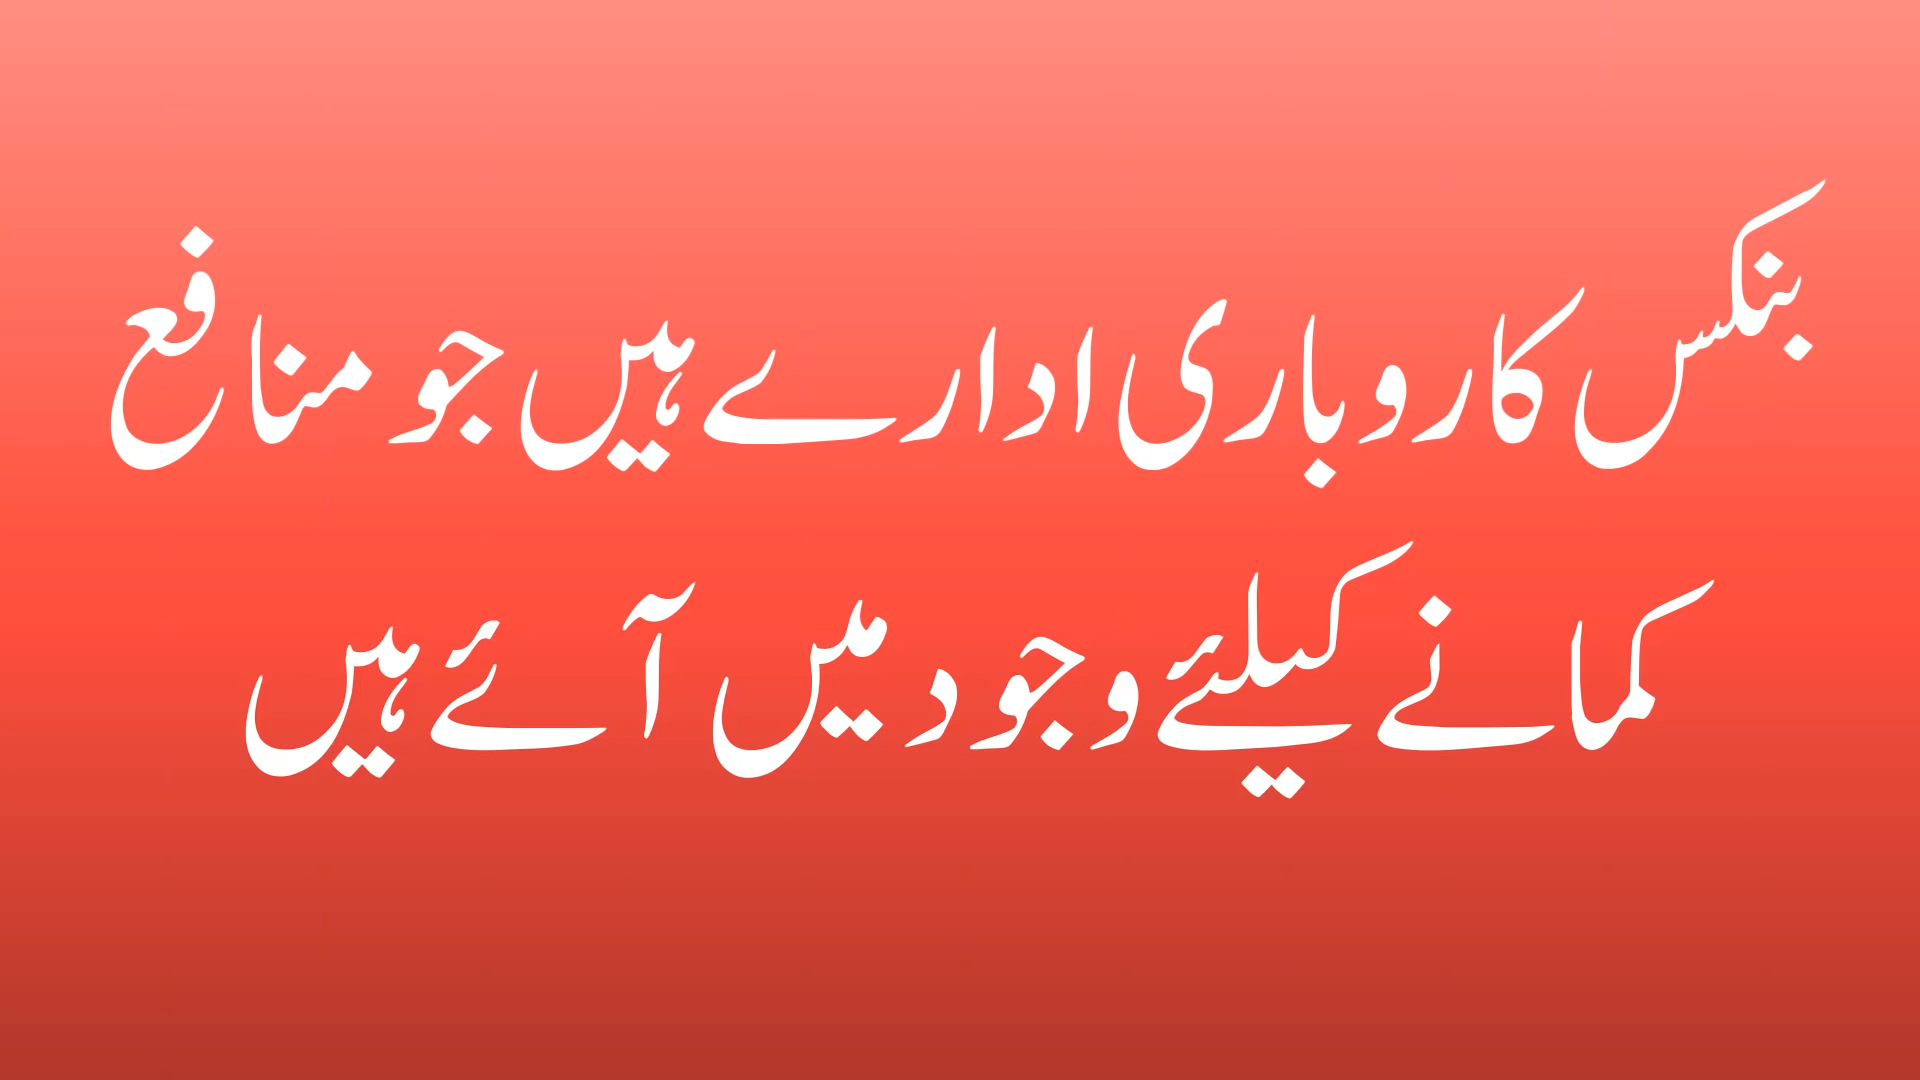 بنکس کاروباری ادارے ہیں جو منافع
کمانے کیلئے وجود میں آئے ہیں